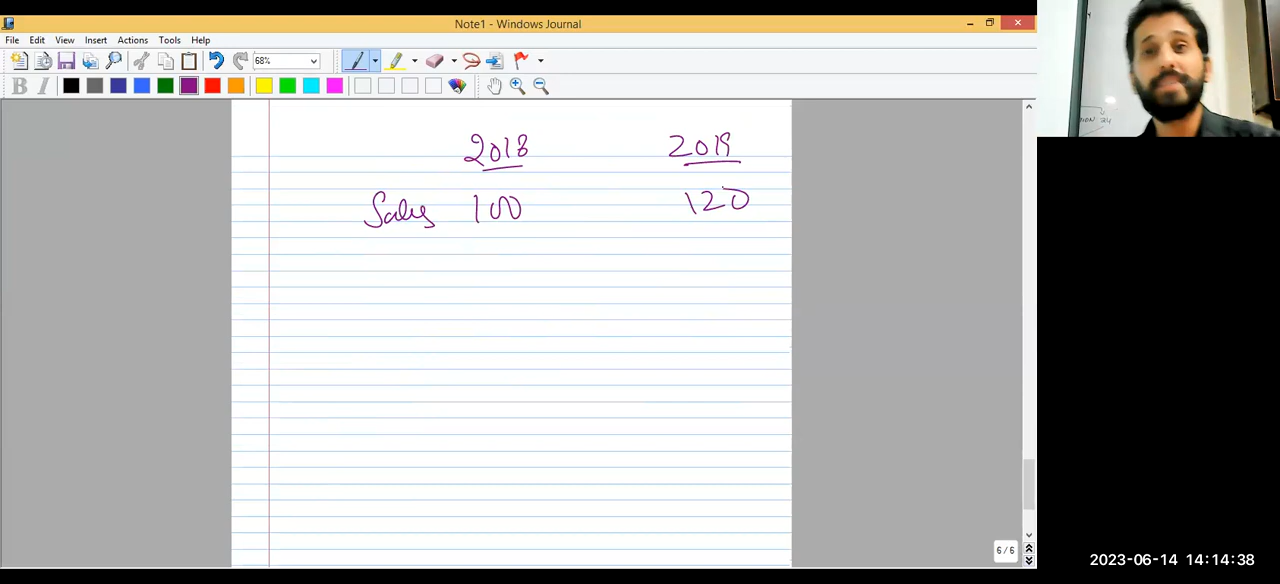 Note1 - Windows Journal
File Edit View Insert Actions Tools Help
68%
B I
2018 2019
Sales 100 120
6 / 6
2023-06-14 14:14:38